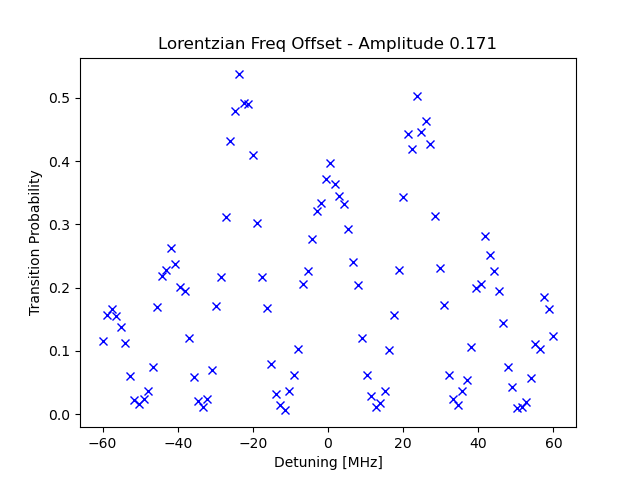 Lorentzian Freq Offset - Amplitude 0.171
0.5
0.4
0.3
0.2
0.1
0.0
Transition Probability
−60 −40 −20 0 20 40 60
Detuning [MHz]